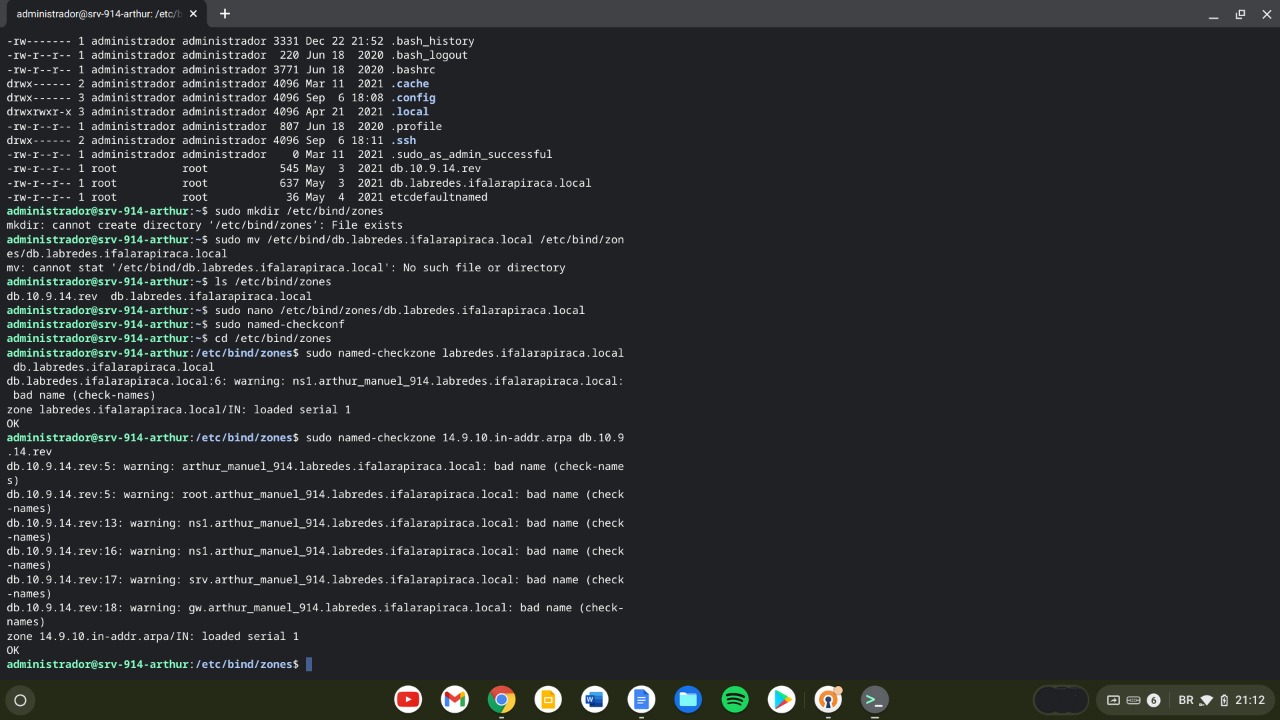 administrador@srv-914-arthur: /etc/b
-rw------- 1 administrador administrador 3331 Dec 22 21:52 .bash_history
-rw-r--r-- 1 administrador administrador  220 Jun 18  2020 .bash_logout
-rw-r--r-- 1 administrador administrador 3771 Jun 18  2020 .bashrc
drwx------ 2 administrador administrador 4096 Mar 11  2021 .cache
drwx------ 3 administrador administrador 4096 Sep  6 18:08 .config
drwxrwxr-x 3 administrador administrador 4096 Apr 21  2021 .local
-rw-r--r-- 1 administrador administrador  807 Jun 18  2020 .profile
drwx------ 2 administrador administrador 4096 Sep  6 18:11 .ssh
-rw-r--r-- 1 administrador administrador    0 Mar 11  2021 .sudo_as_admin_successful
-rw-r--r-- 1 root          root           545 May  3  2021 db.10.9.14.rev
-rw-r--r-- 1 root          root           637 May  3  2021 db.labredes.ifalarapiraca.local
-rw-r--r-- 1 root          root            36 May  4  2021 etcdefaultnamed
administrador@srv-914-arthur:~$ sudo mkdir /etc/bind/zones
mkdir: cannot create directory '/etc/bind/zones': File exists
administrador@srv-914-arthur:~$ sudo mv /etc/bind/db.labredes.ifalarapiraca.local /etc/bind/zon
es/db.labredes.ifalarapiraca.local
mv: cannot stat '/etc/bind/db.labredes.ifalarapiraca.local': No such file or directory
administrador@srv-914-arthur:~$ ls /etc/bind/zones
db.10.9.14.rev  db.labredes.ifalarapiraca.local
administrador@srv-914-arthur:~$ sudo nano /etc/bind/zones/db.labredes.ifalarapiraca.local
administrador@srv-914-arthur:~$ sudo named-checkconf
administrador@srv-914-arthur:~$ cd /etc/bind/zones
administrador@srv-914-arthur:/etc/bind/zones$ sudo named-checkzone labredes.ifalarapiraca.local
 db.labredes.ifalarapiraca.local
db.labredes.ifalarapiraca.local:6: warning: ns1.arthur_manuel_914.labredes.ifalarapiraca.local:
 bad name (check-names)
zone labredes.ifalarapiraca.local/IN: loaded serial 1
OK
administrador@srv-914-arthur:/etc/bind/zones$ sudo named-checkzone 14.9.10.in-addr.arpa db.10.9
.14.rev
db.10.9.14.rev:5: warning: arthur_manuel_914.labredes.ifalarapiraca.local: bad name (check-name
s)
db.10.9.14.rev:5: warning: root.arthur_manuel_914.labredes.ifalarapiraca.local: bad name (check
-names)
db.10.9.14.rev:13: warning: ns1.arthur_manuel_914.labredes.ifalarapiraca.local: bad name (check
-names)
db.10.9.14.rev:16: warning: ns1.arthur_manuel_914.labredes.ifalarapiraca.local: bad name (check
-names)
db.10.9.14.rev:17: warning: srv.arthur_manuel_914.labredes.ifalarapiraca.local: bad name (check
-names)
db.10.9.14.rev:18: warning: gw.arthur_manuel_914.labredes.ifalarapiraca.local: bad name (check-
names)
zone 14.9.10.in-addr.arpa/IN: loaded serial 1
OK
administrador@srv-914-arthur:/etc/bind/zones$
6 BR 21:12